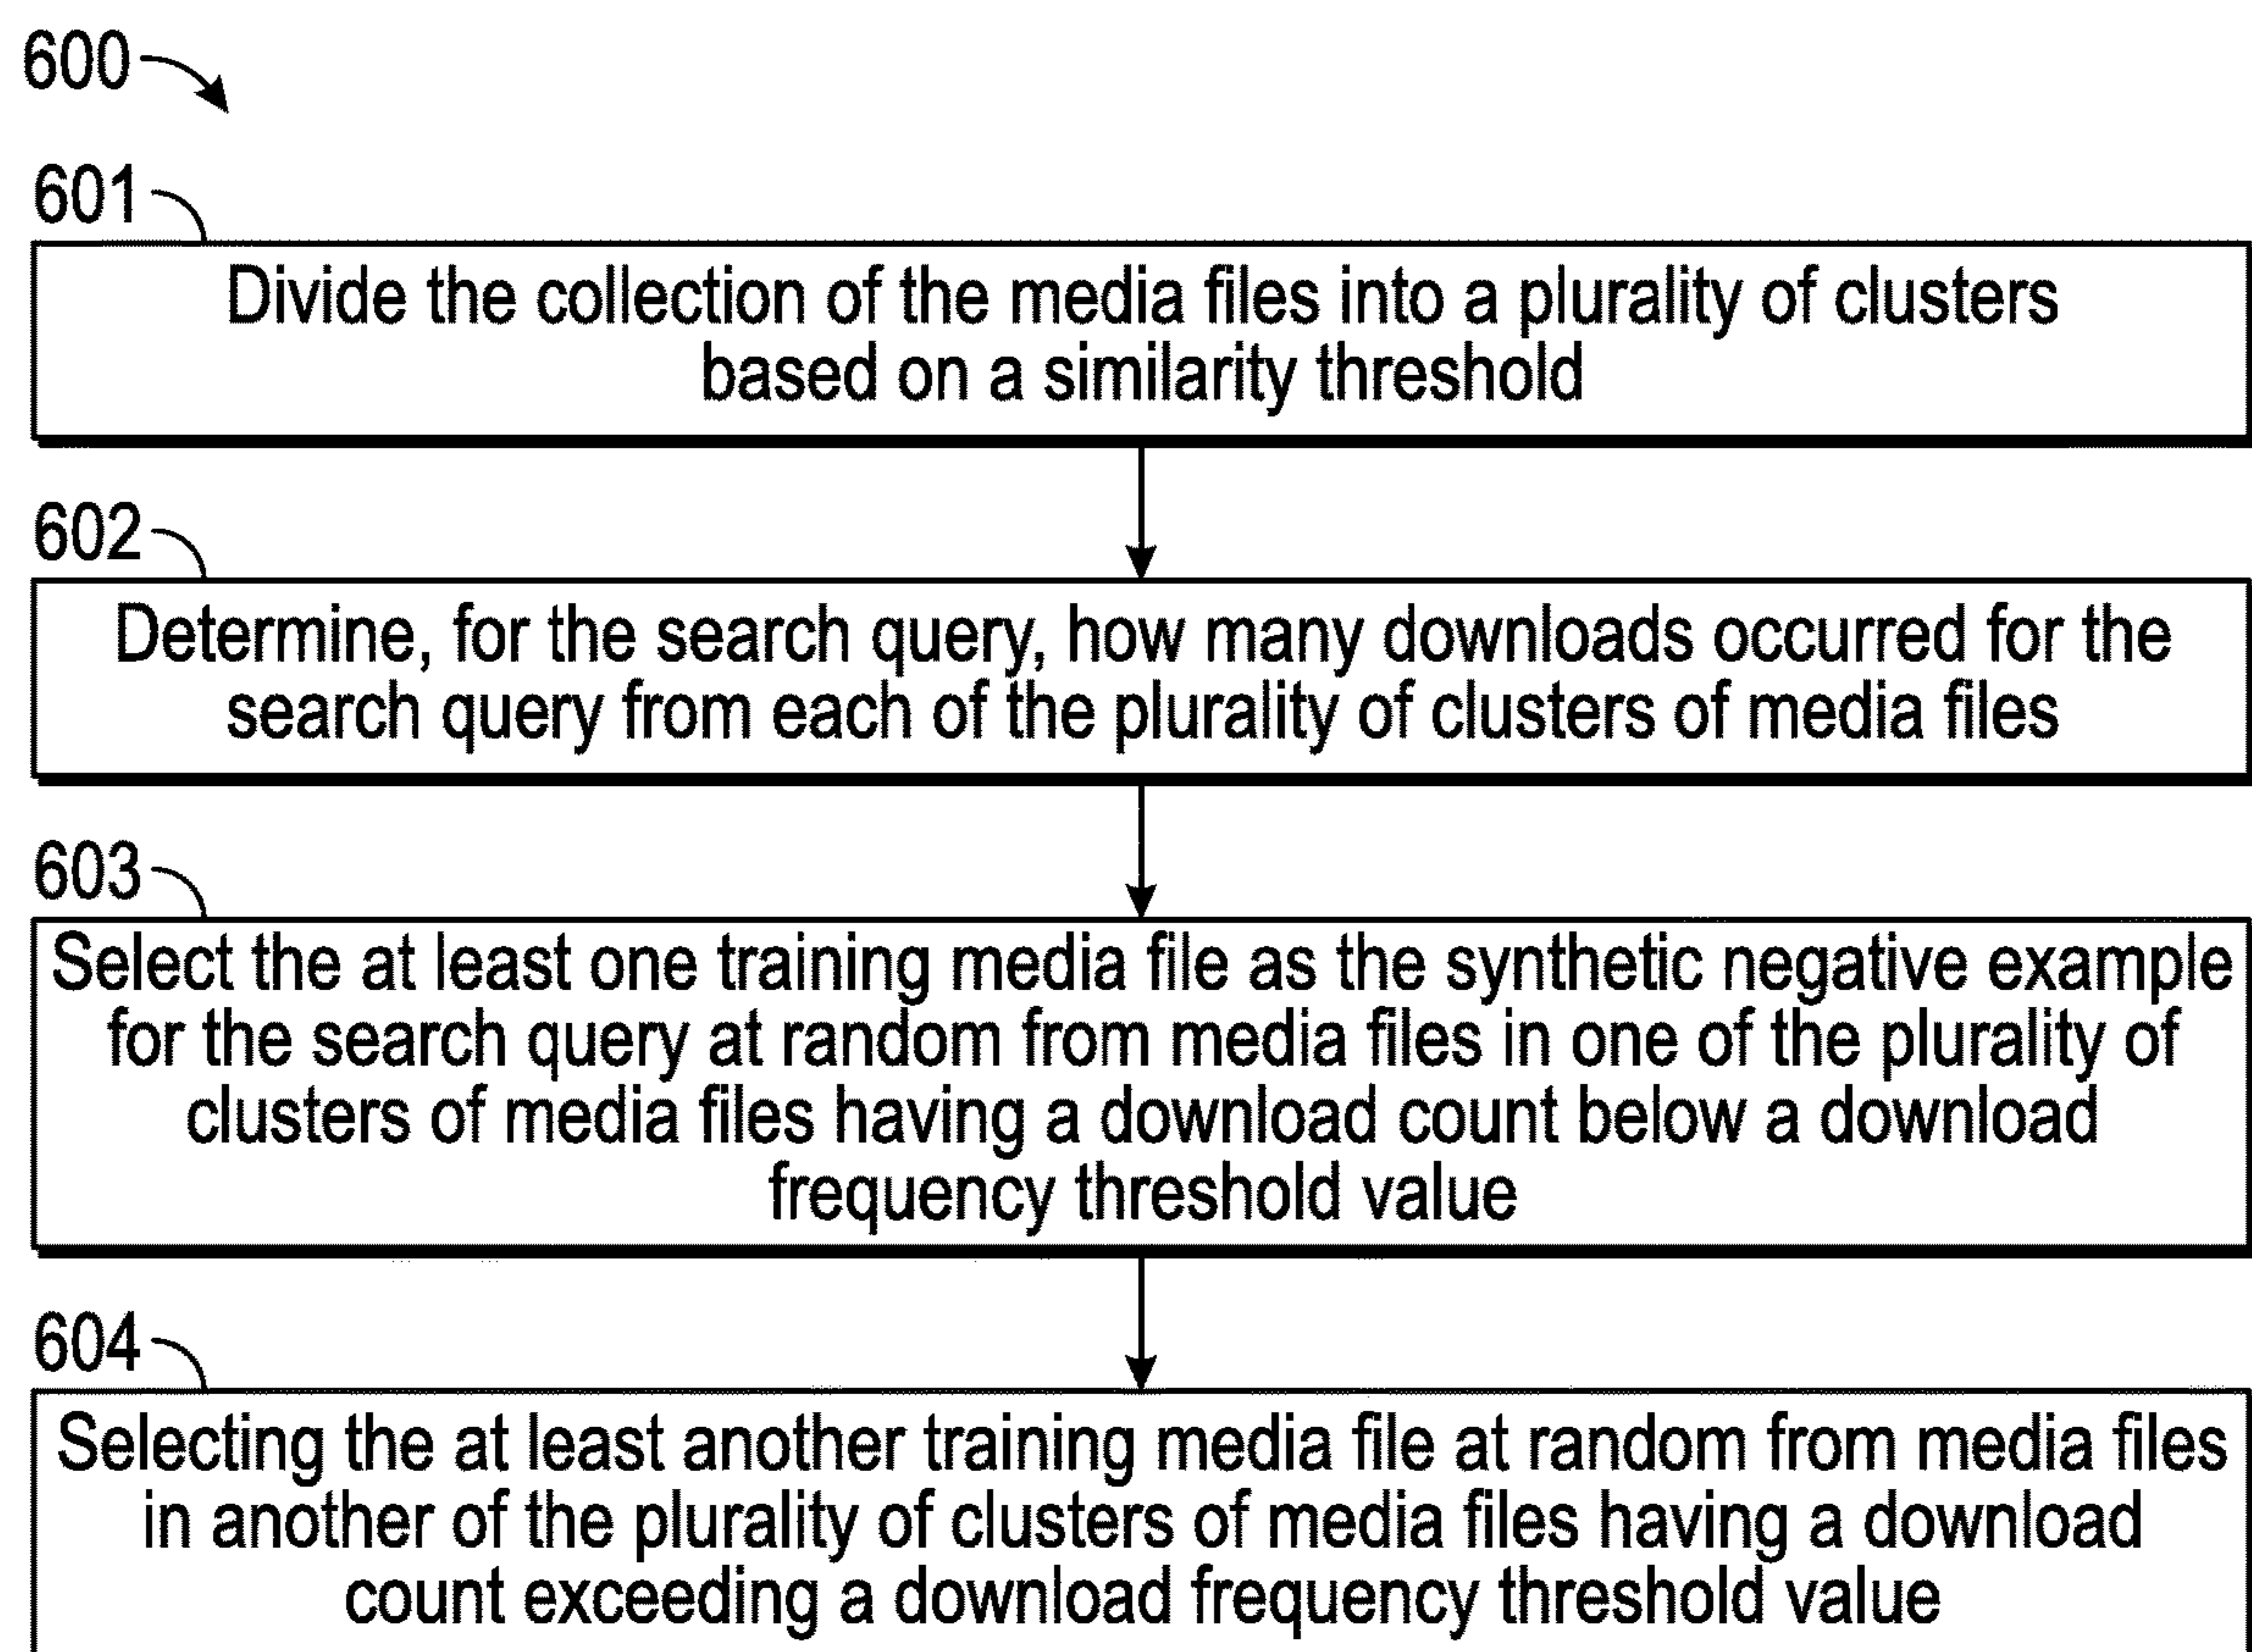 600
601
Divide the collection of the media files into a plurality of clusters
based on a similarity threshold
602
Determine, for the search query, how many downloads occurred for the
search query from each of the plurality of clusters of media files
603
Select the at least one training media file as the synthetic negative example
for the search query at random from media files in one of the plurality of
clusters of media files having a download count below a download
frequency threshold value
604
Selecting the at least another training media file at random from media files
in another of the plurality of clusters of media files having a download
count exceeding a download frequency threshold value